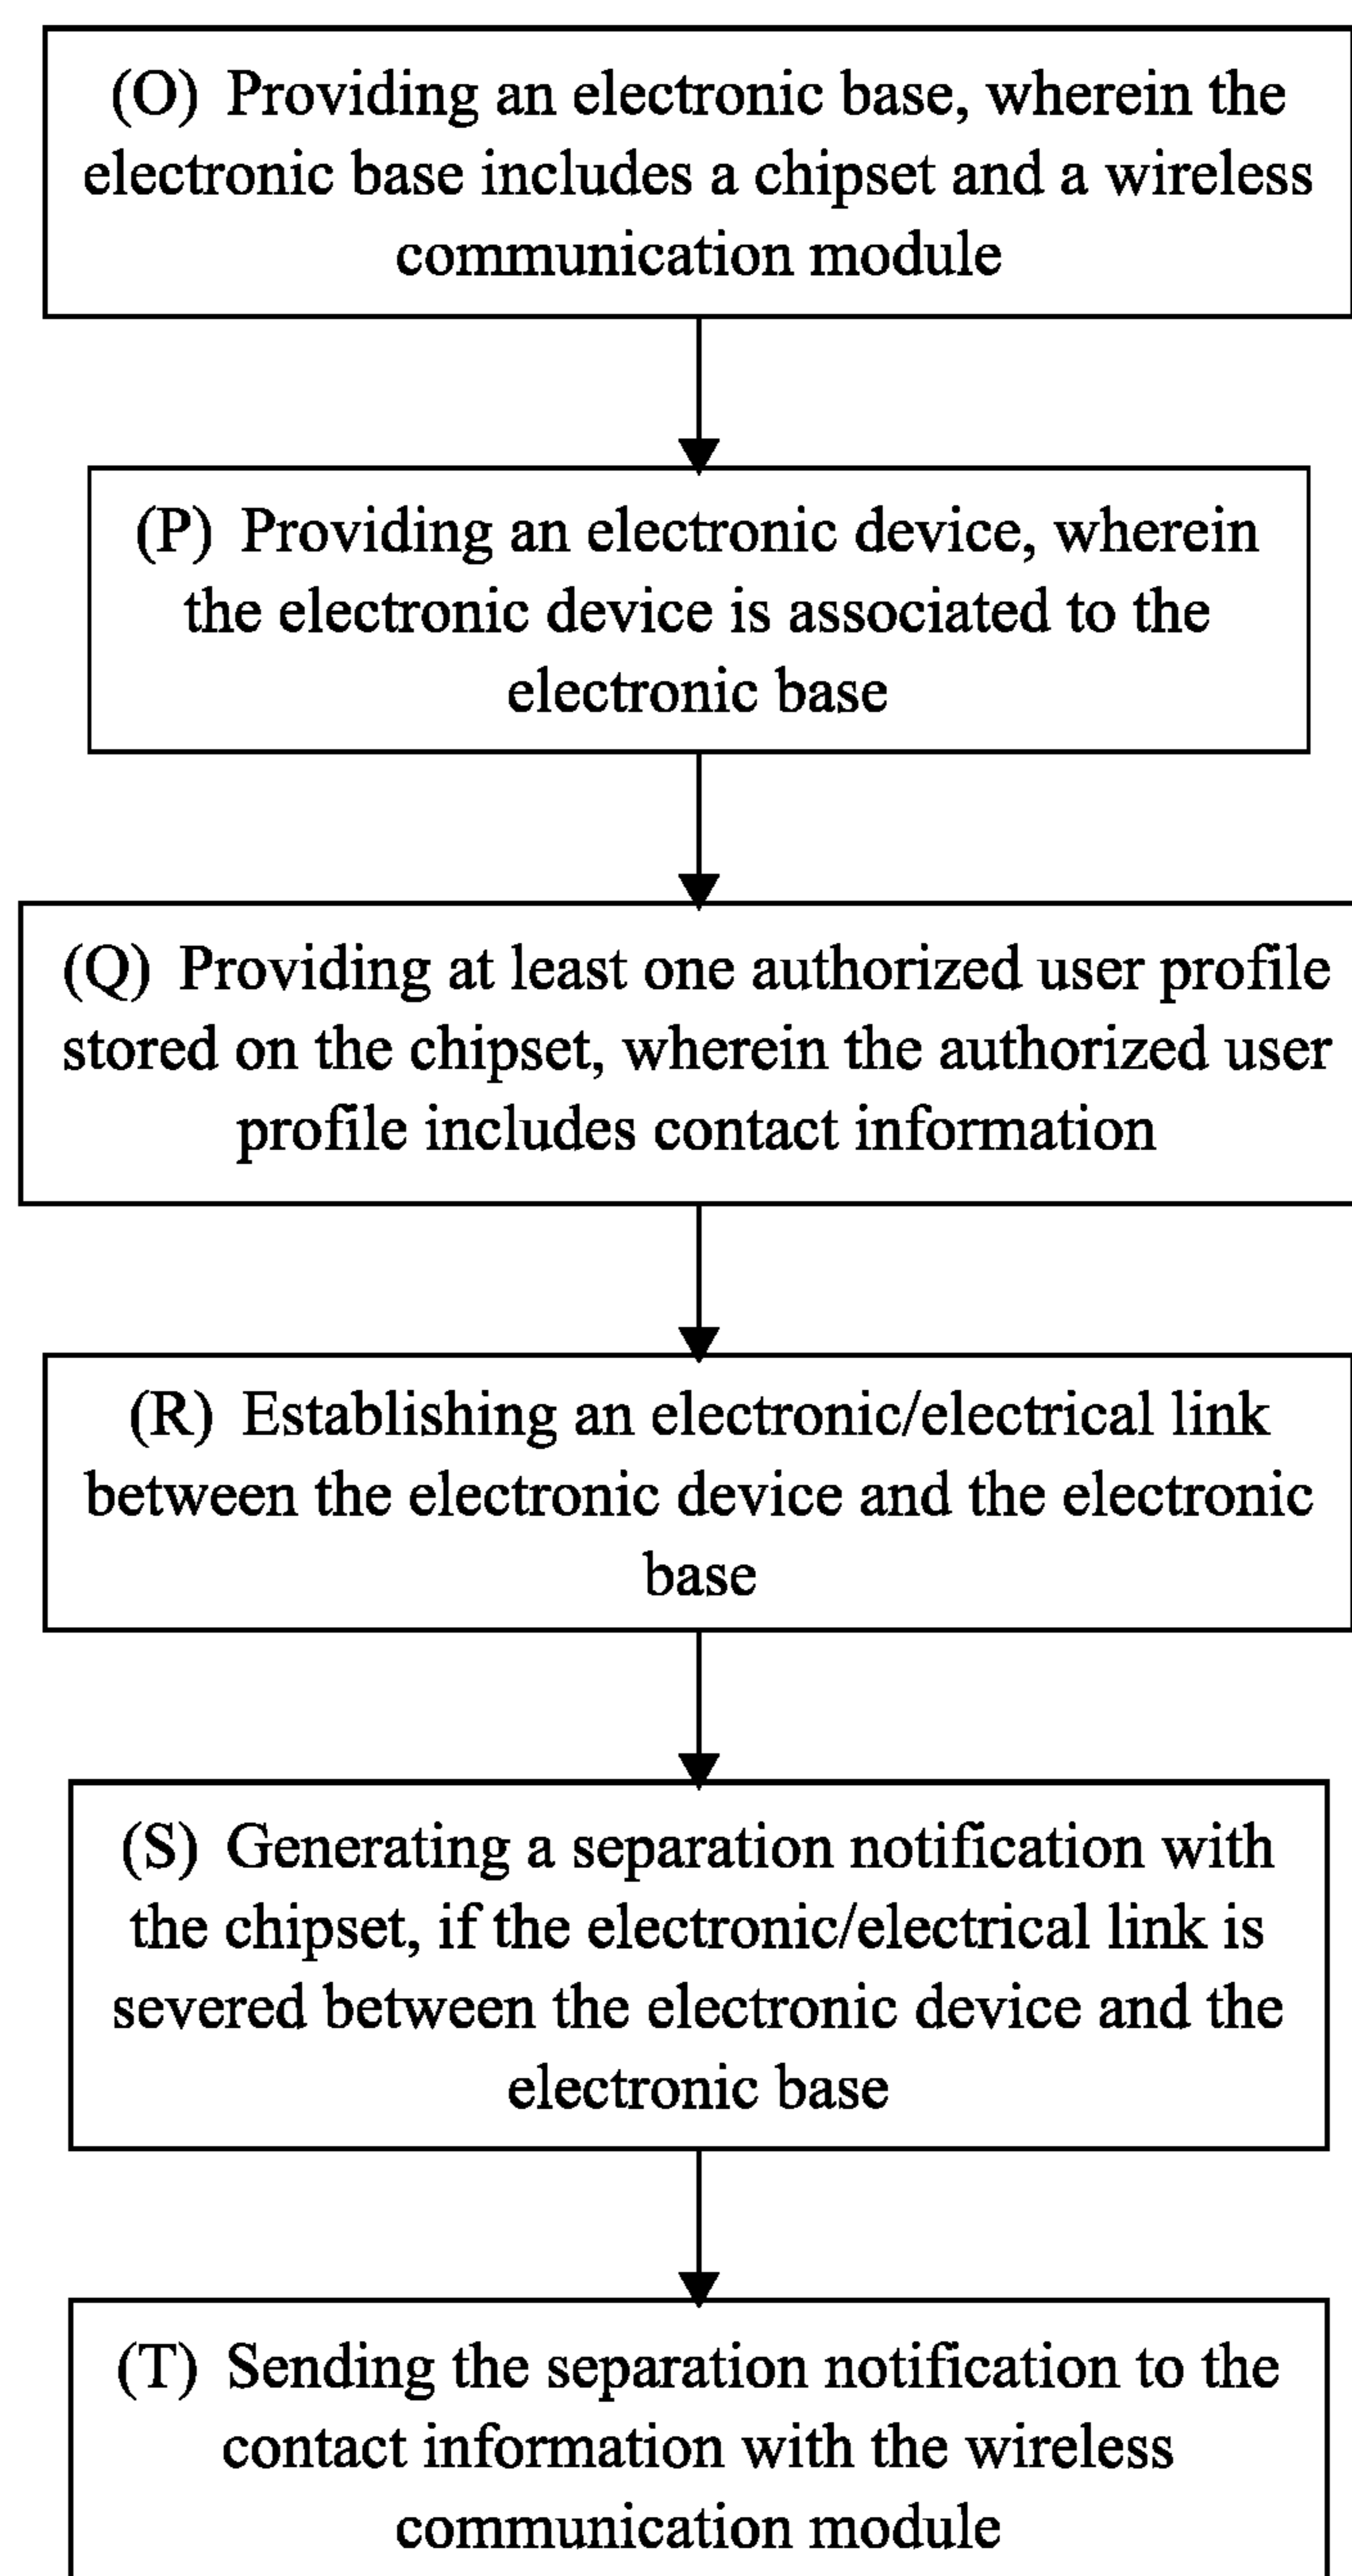 (O) Providing an electronic base, wherein the
electronic base includes a chipset and a wireless
communication module
(P) Providing an electronic device, wherein
the electronic device is associated to the
electronic base
(Q) Providing at least one authorized user profile
stored on the chipset, wherein the authorized user
profile includes contact information
(R) Establishing an electronic/electrical link
between the electronic device and the electronic
base
(S) Generating a separation notification with
the chipset, if the electronic/electrical link is
severed between the electronic device and the
electronic base
(T) Sending the separation notification to the
contact information with the wireless
communication module